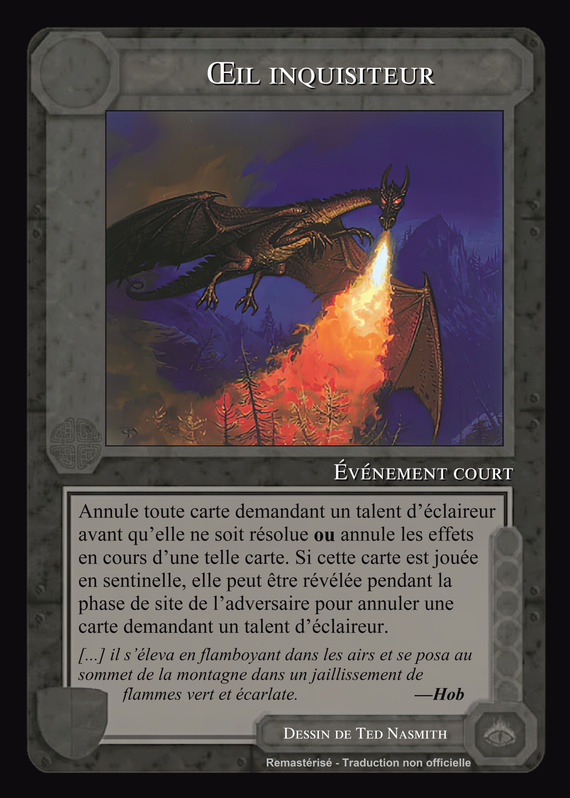 Œil inquisiteur
Événement court
Annule toute carte demandant un talent d’éclaireur
avant qu’elle ne soit résolue ou annule les effets
en cours d’une telle carte. Si cette carte est jouée
en sentinelle, elle peut être révélée pendant la
phase de site de l’adversaire pour annuler une
carte demandant un talent d’éclaireur.
[...] il s’éleva en flamboyant dans les airs et se posa au
sommet de la montagne dans un jaillissement de
flammes vert et écarlate. —Hob
Dessin de Ted Nasmith
Remastérisé - Traduction non officielle